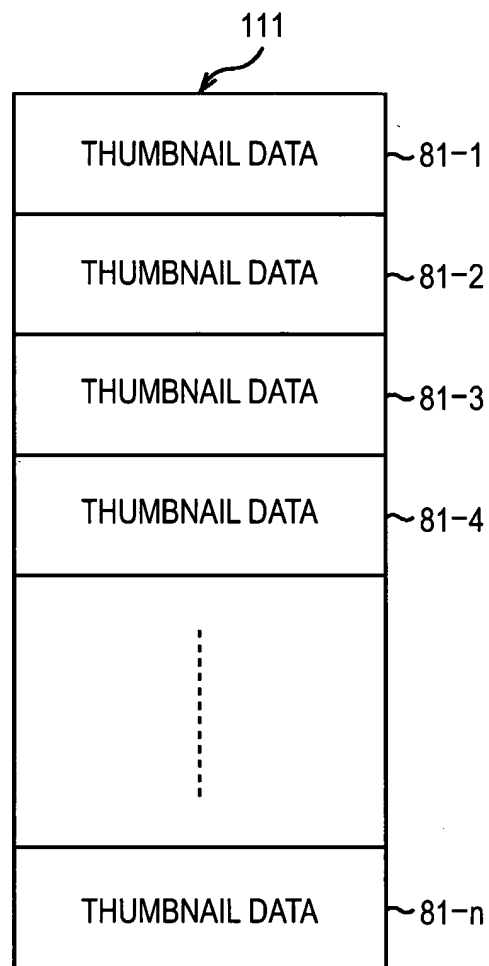 111
THUMBNAIL DATA 81-1
THUMBNAIL DATA 81-2
THUMBNAIL DATA 81-3
THUMBNAIL DATA 81-4
THUMBNAIL DATA 81-n